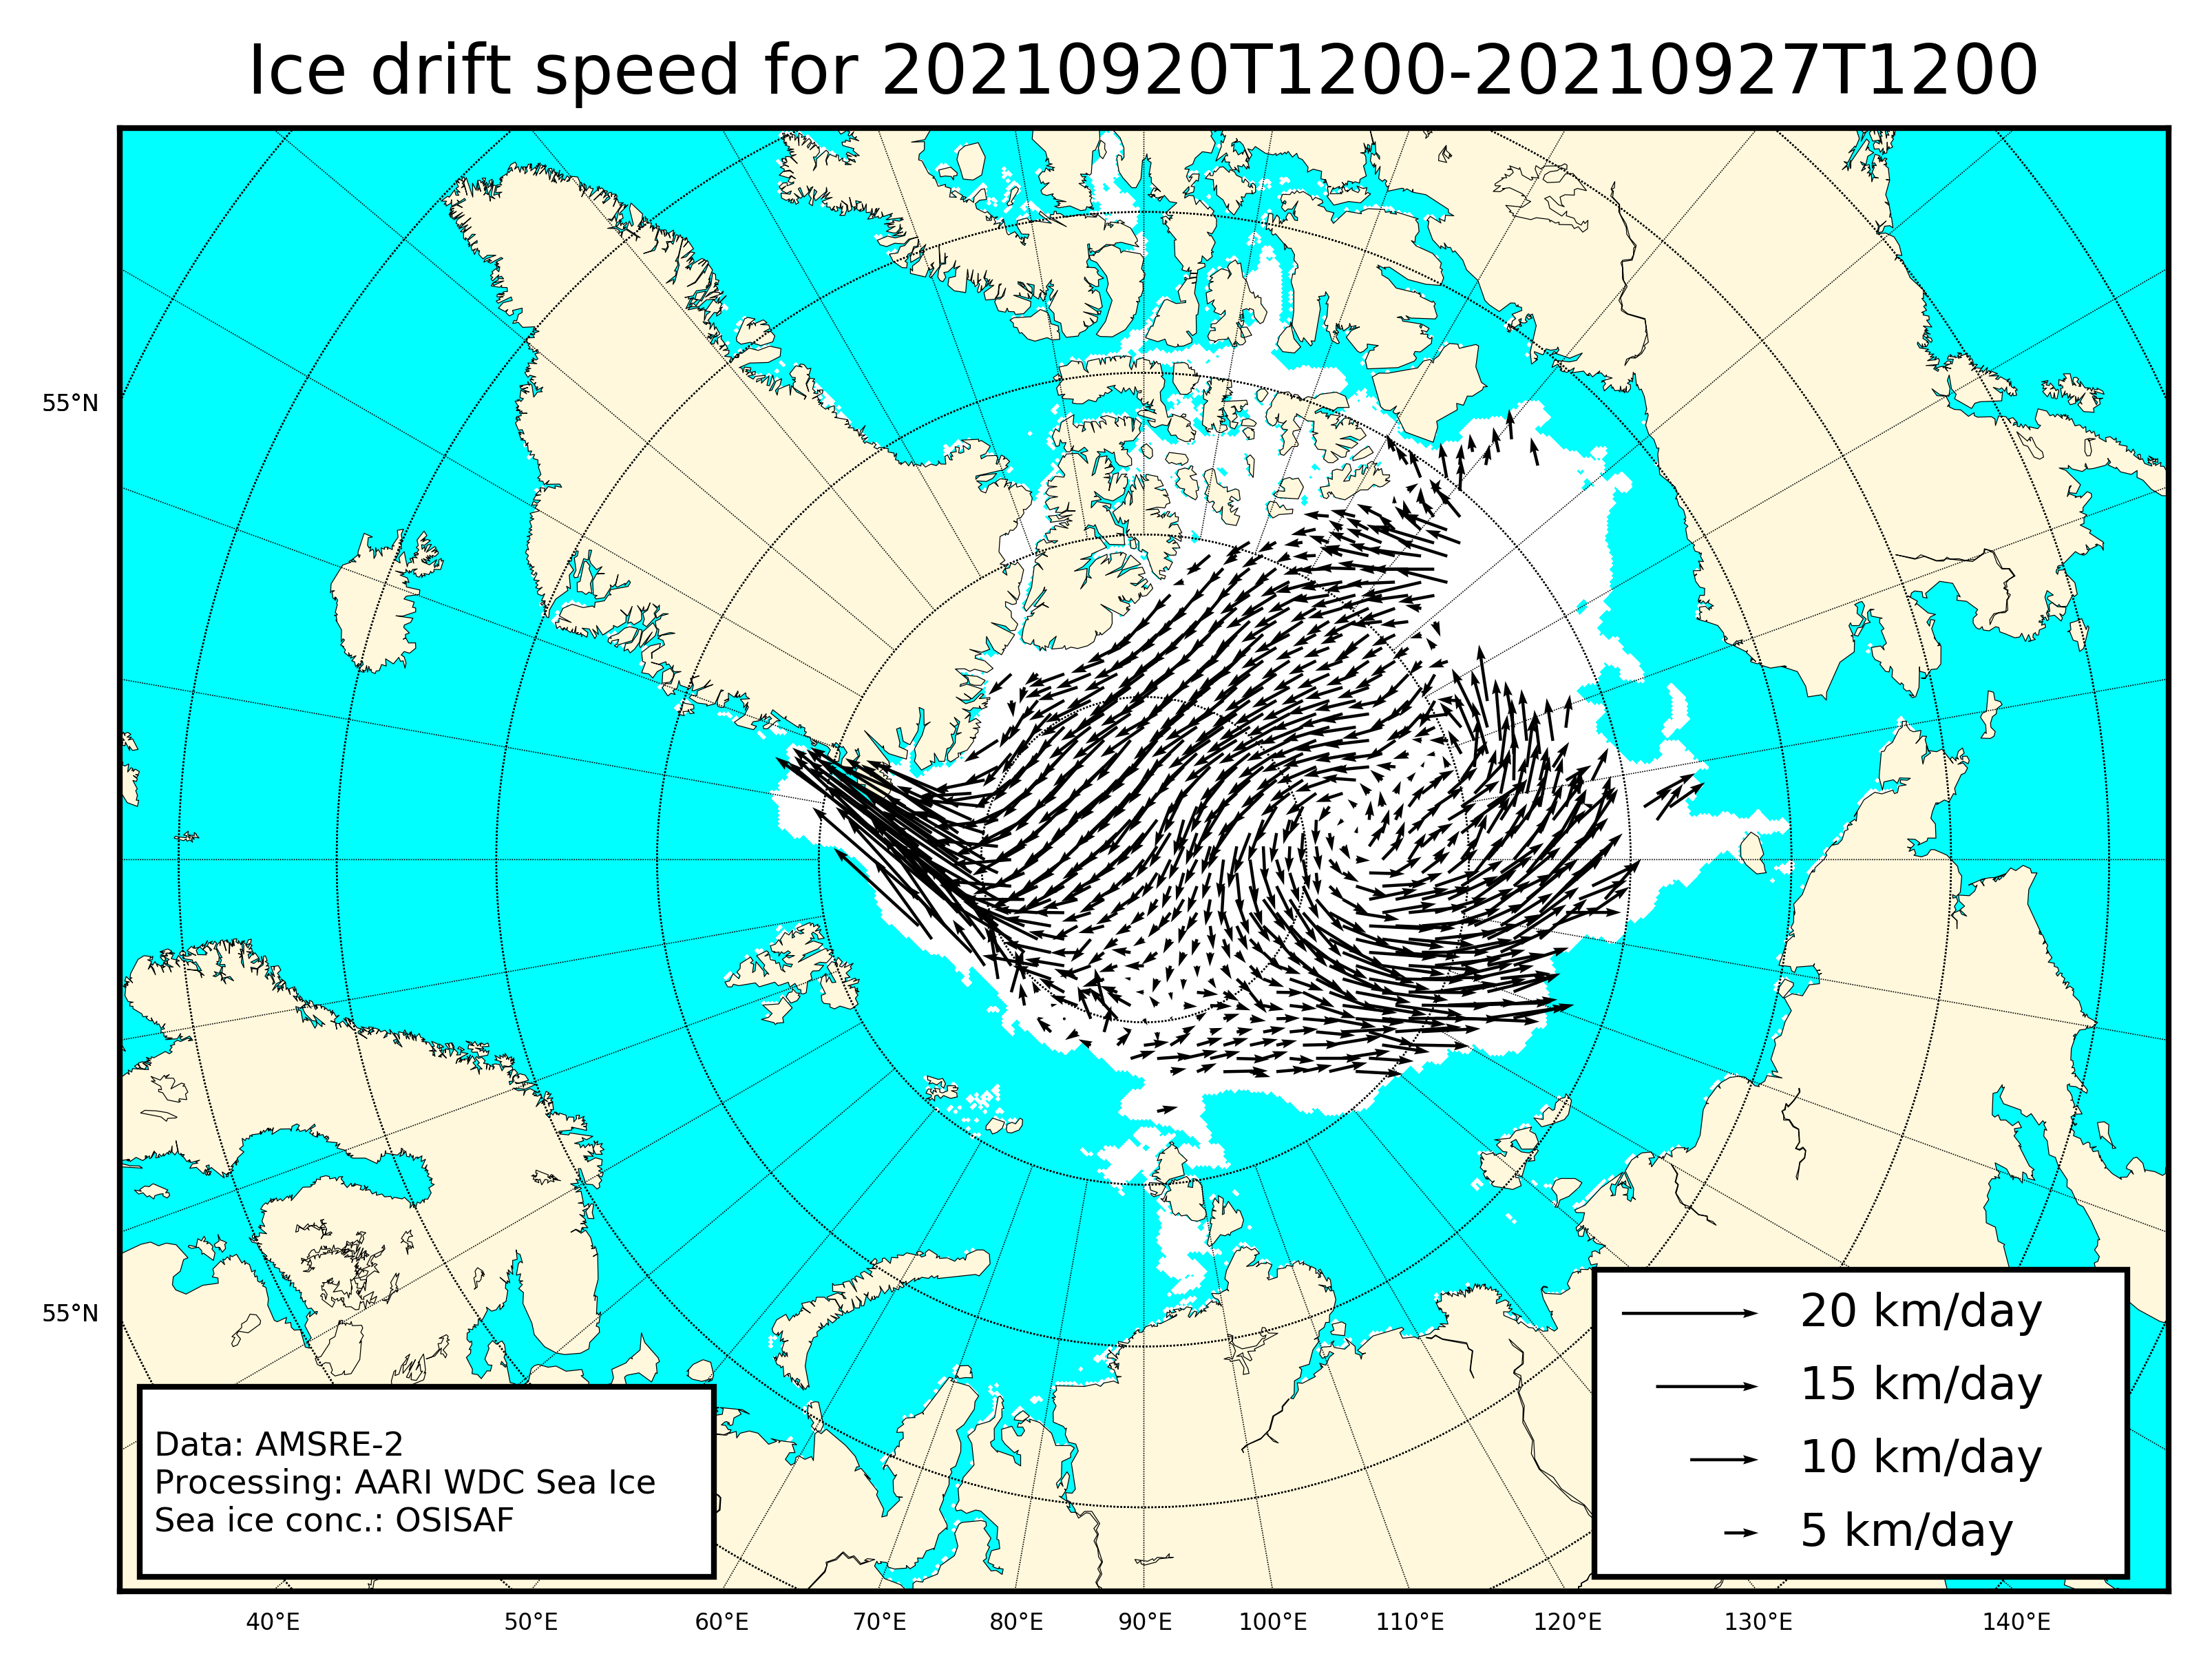 Ice drift speed for 20210920T1200-20210927T1200
55°N
55°N
20 km/day
15 km/day
10 km/day
5 km/day
Data: AMSRE-2
Processing: AARI WDC Sea Ice
Sea ice conc.: OSISAF
40°E 50°E 60°E 70°E 80°E 90°E 100°E 110°E 120°E 130°E 140°E